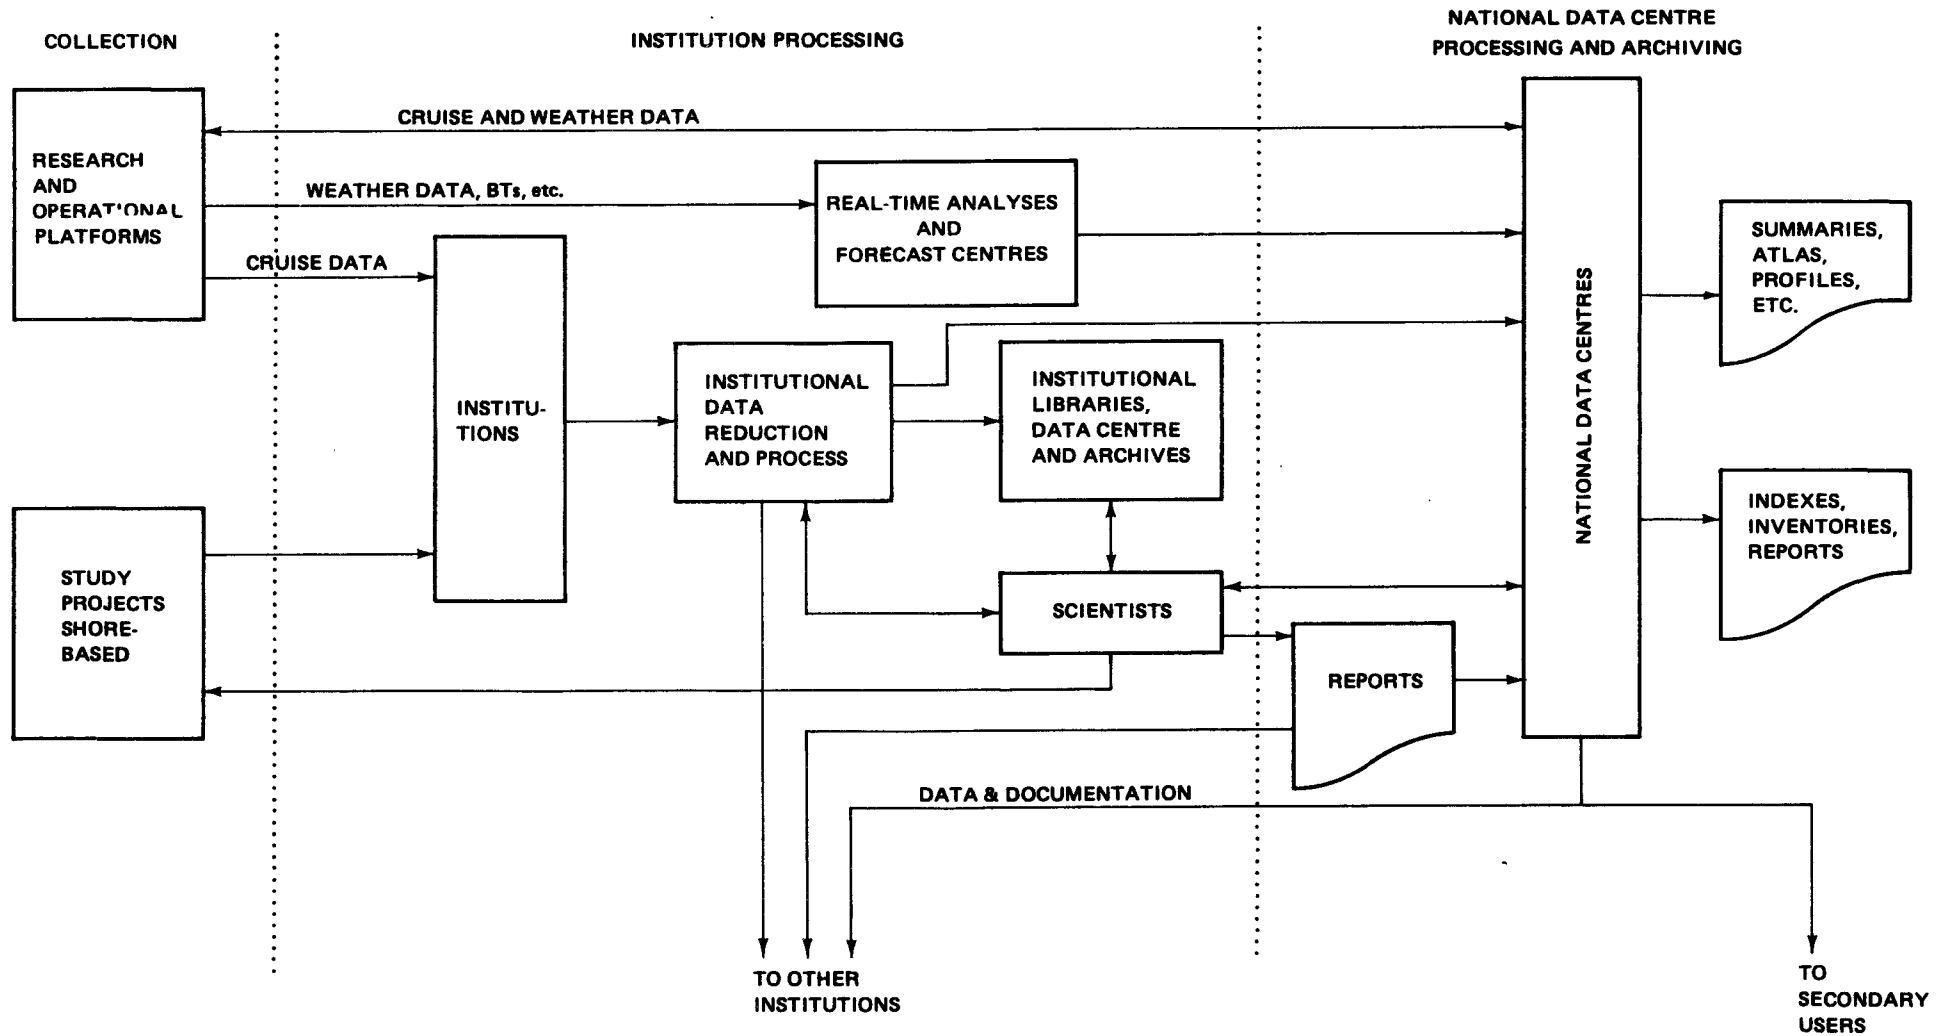 COLLECTION
INSTITUTION PROCESSING
NATIONAL DATA CENTRE
PROCESSING AND ARCHIVING
CRUISE AND WEATHER DATA
RESEARCH
AND
OPERATIONAL
PLATFORMS
WEATHER DATA, BTs, etc.
REAL-TIME ANALYSES
AND
FORECAST CENTRES
CRUISE DATA
SUMMARIES,
ATLAS,
PROFILES,
ETC.
NATIONAL DATA CENTRES
INSTITU-
TIONS
INSTITUTIONAL
DATA
REDUCTION
AND PROCESS
INSTITUTIONAL
LIBRARIES,
DATA CENTRE
AND ARCHIVES
INDEXES,
INVENTORIES,
REPORTS
STUDY
PROJECTS
SHORE-
BASED
SCIENTISTS
REPORTS
DATA & DOCUMENTATION
TO OTHER
INSTITUTIONS
TO
SECONDARY
USERS